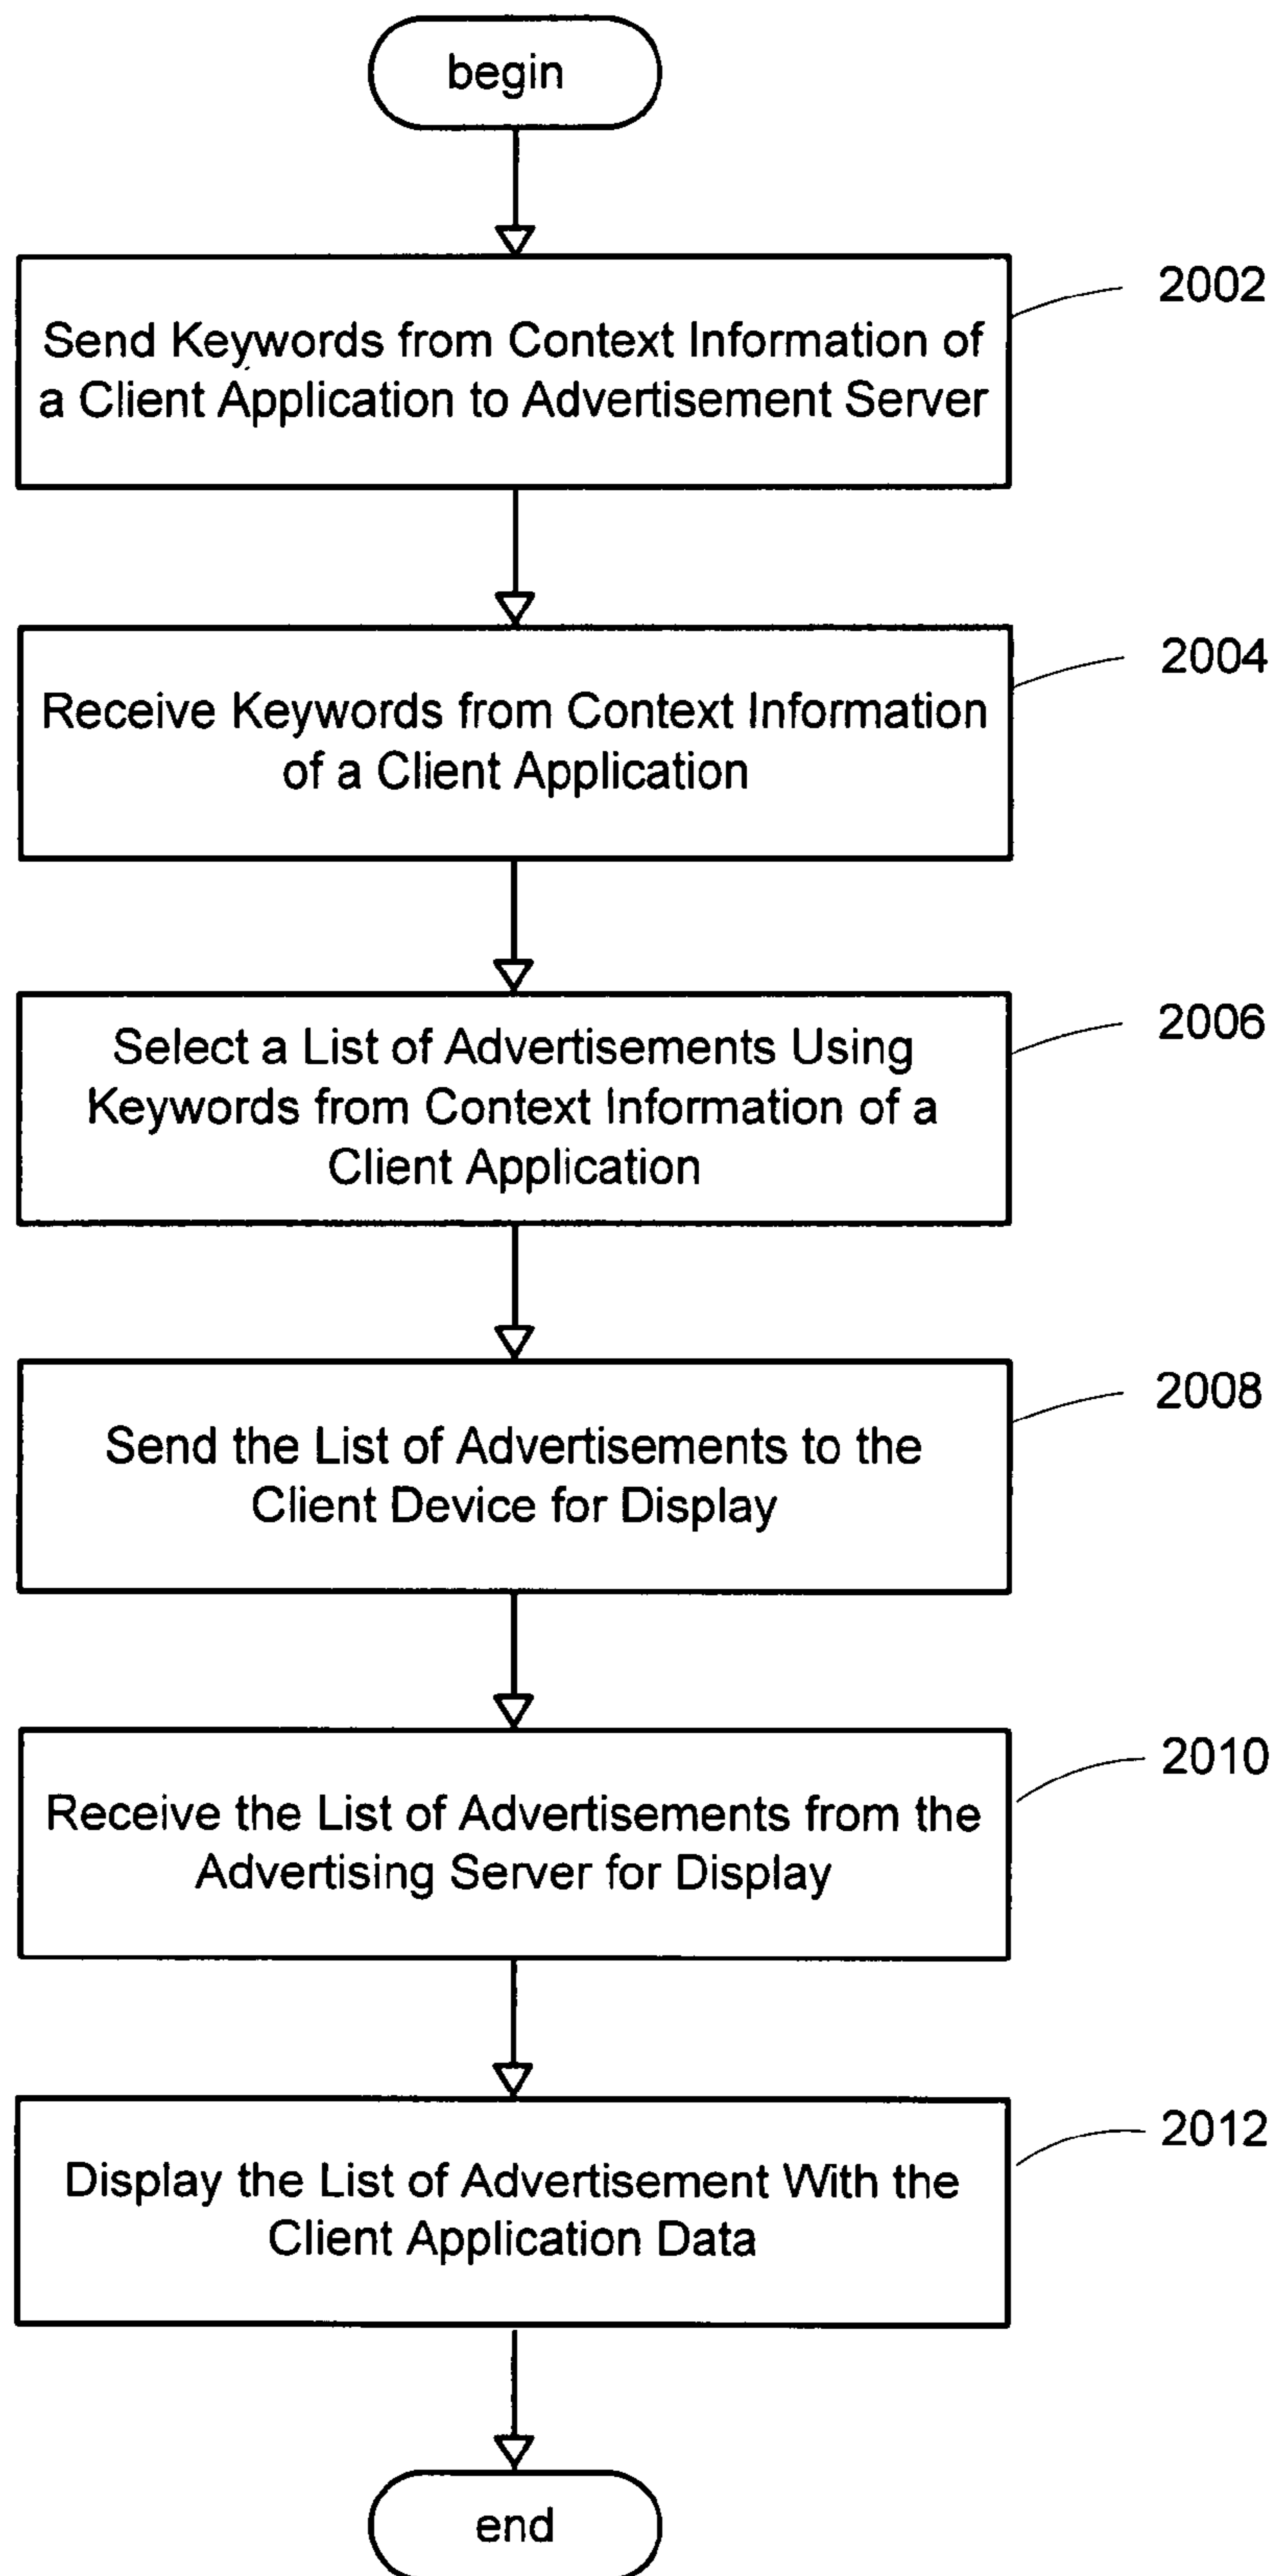 begin
2002
Send Keywords from Context Information of
a Client Application to Advertisement Server
2004
Receive Keywords from Context Information
of a Client Application
2006
Select a List of Advertisements Using
Keywords from Context Information of a
Client Application
2008
Send the List of Advertisements to the
Client Device for Display
2010
Receive the List of Advertisements from the
Advertising Server for Display
2012
Display the List of Advertisement With the
Client Application Data
end